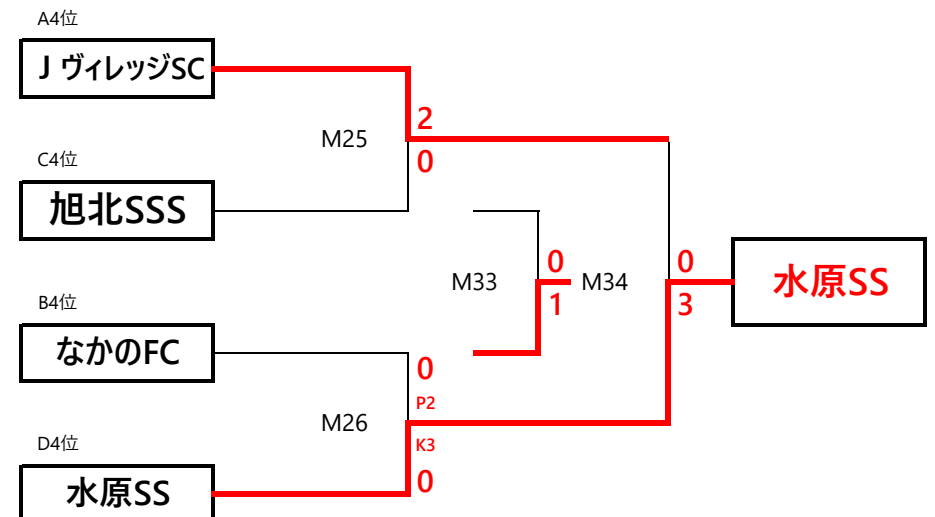 A4位
J ヴィレッジSC
2
M25
0
C4位
旭北SSS
0
M33
M34
0
水原SS
1
3
B4位
なかのFC
0
P2
M26
K3
D4位
0
水原SS